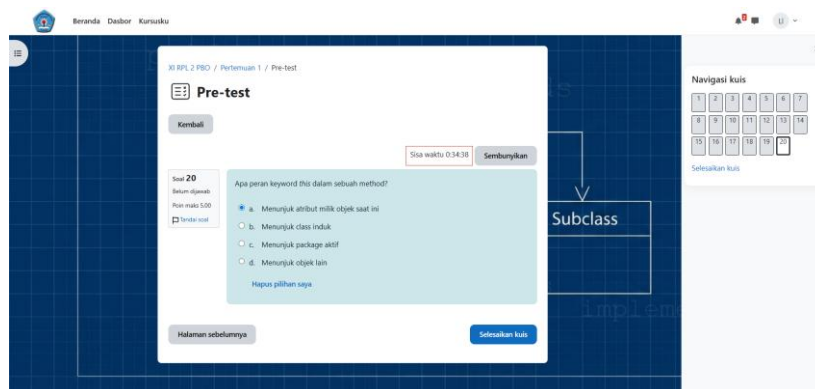 Beranda Dasbor Kursusku
XI RPL 2 PBO / Pertemuan 1 / Pre-test
Pre-test
Kembali
Sisa waktu 0:34:38 Sembunyikan
Soal 20
Belum dijawab
Poin maks 5,00
Tandai soal
Apa peran keyword this dalam sebuah method?
a. Menunjuk atribut milik objek saat ini
b. Menunjuk class induk
c. Menunjuk package aktif
d. Menunjuk objek lain
Hapus pilihan saya
Halaman sebelumnya Selesaikan kuis
Subclass
Navigasi kuis
1 2 3 4 5 6 7
8 9 10 11 12 13 14
15 16 17 18 19 20
Selesaikan kuis